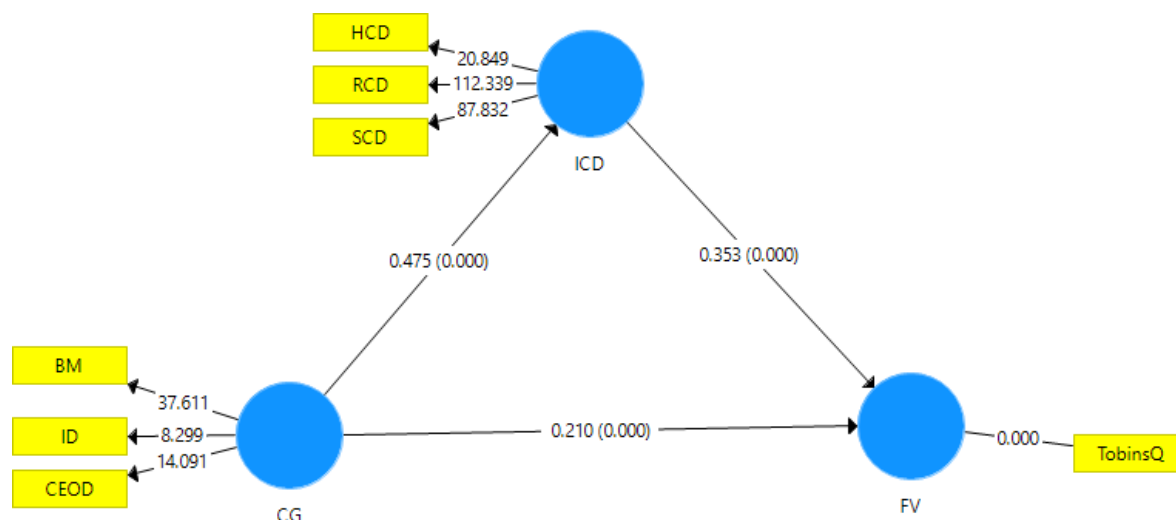 HCD
20.849
RCD
112.339
SCD
87.832
ICD
0.475 (0.000)
0.353 (0.000)
BM
37.611
ID
8.299
CEOD
14.091
CG
0.210 (0.000)
FV
0.000
TobinsQ